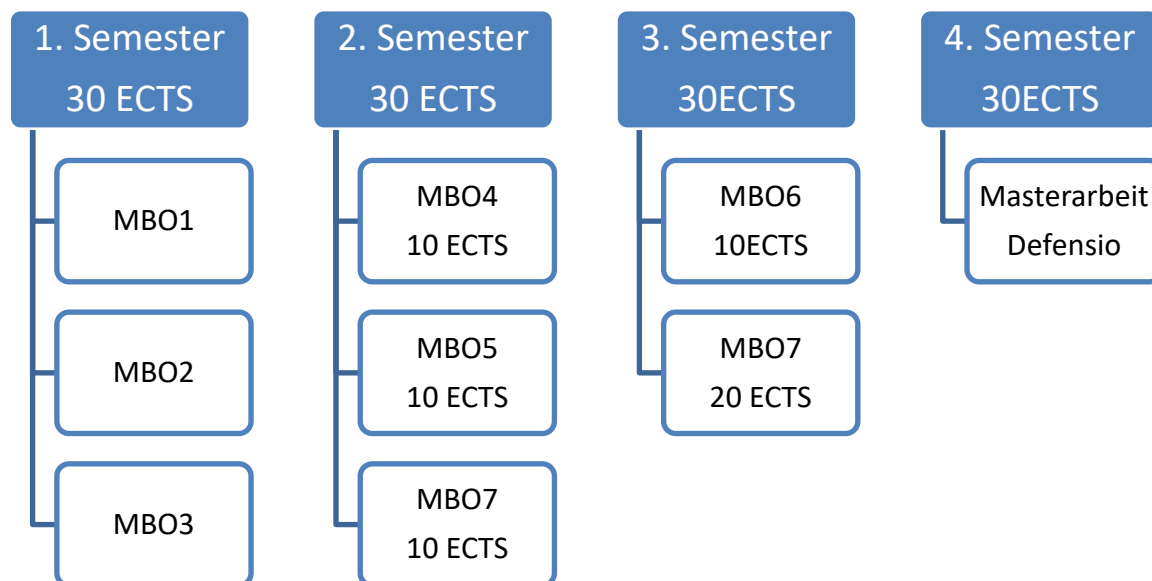 1. Semester
30 ECTS
MBO1
MBO2
MBO3
2. Semester
30 ECTS
MBO4
10 ECTS
MBO5
10 ECTS
MBO7
10 ECTS
3. Semester
30ECTS
MBO6
10ECTS
MBO7
20 ECTS
4. Semester
30ECTS
Masterarbeit
Defensio